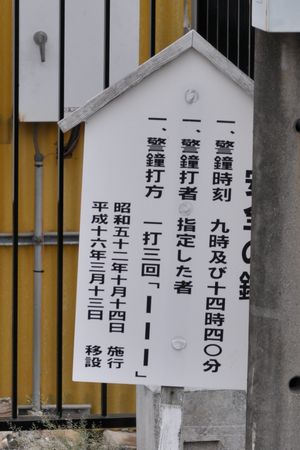 安全の鐘
一、警鐘時刻 九時及び十四時四〇分
一、警鐘打者 指定した者
一、警鐘打方 一打三回「ー ー ー」
昭和五十二年十月十四日 施行
平成十六年三月十三日 移設